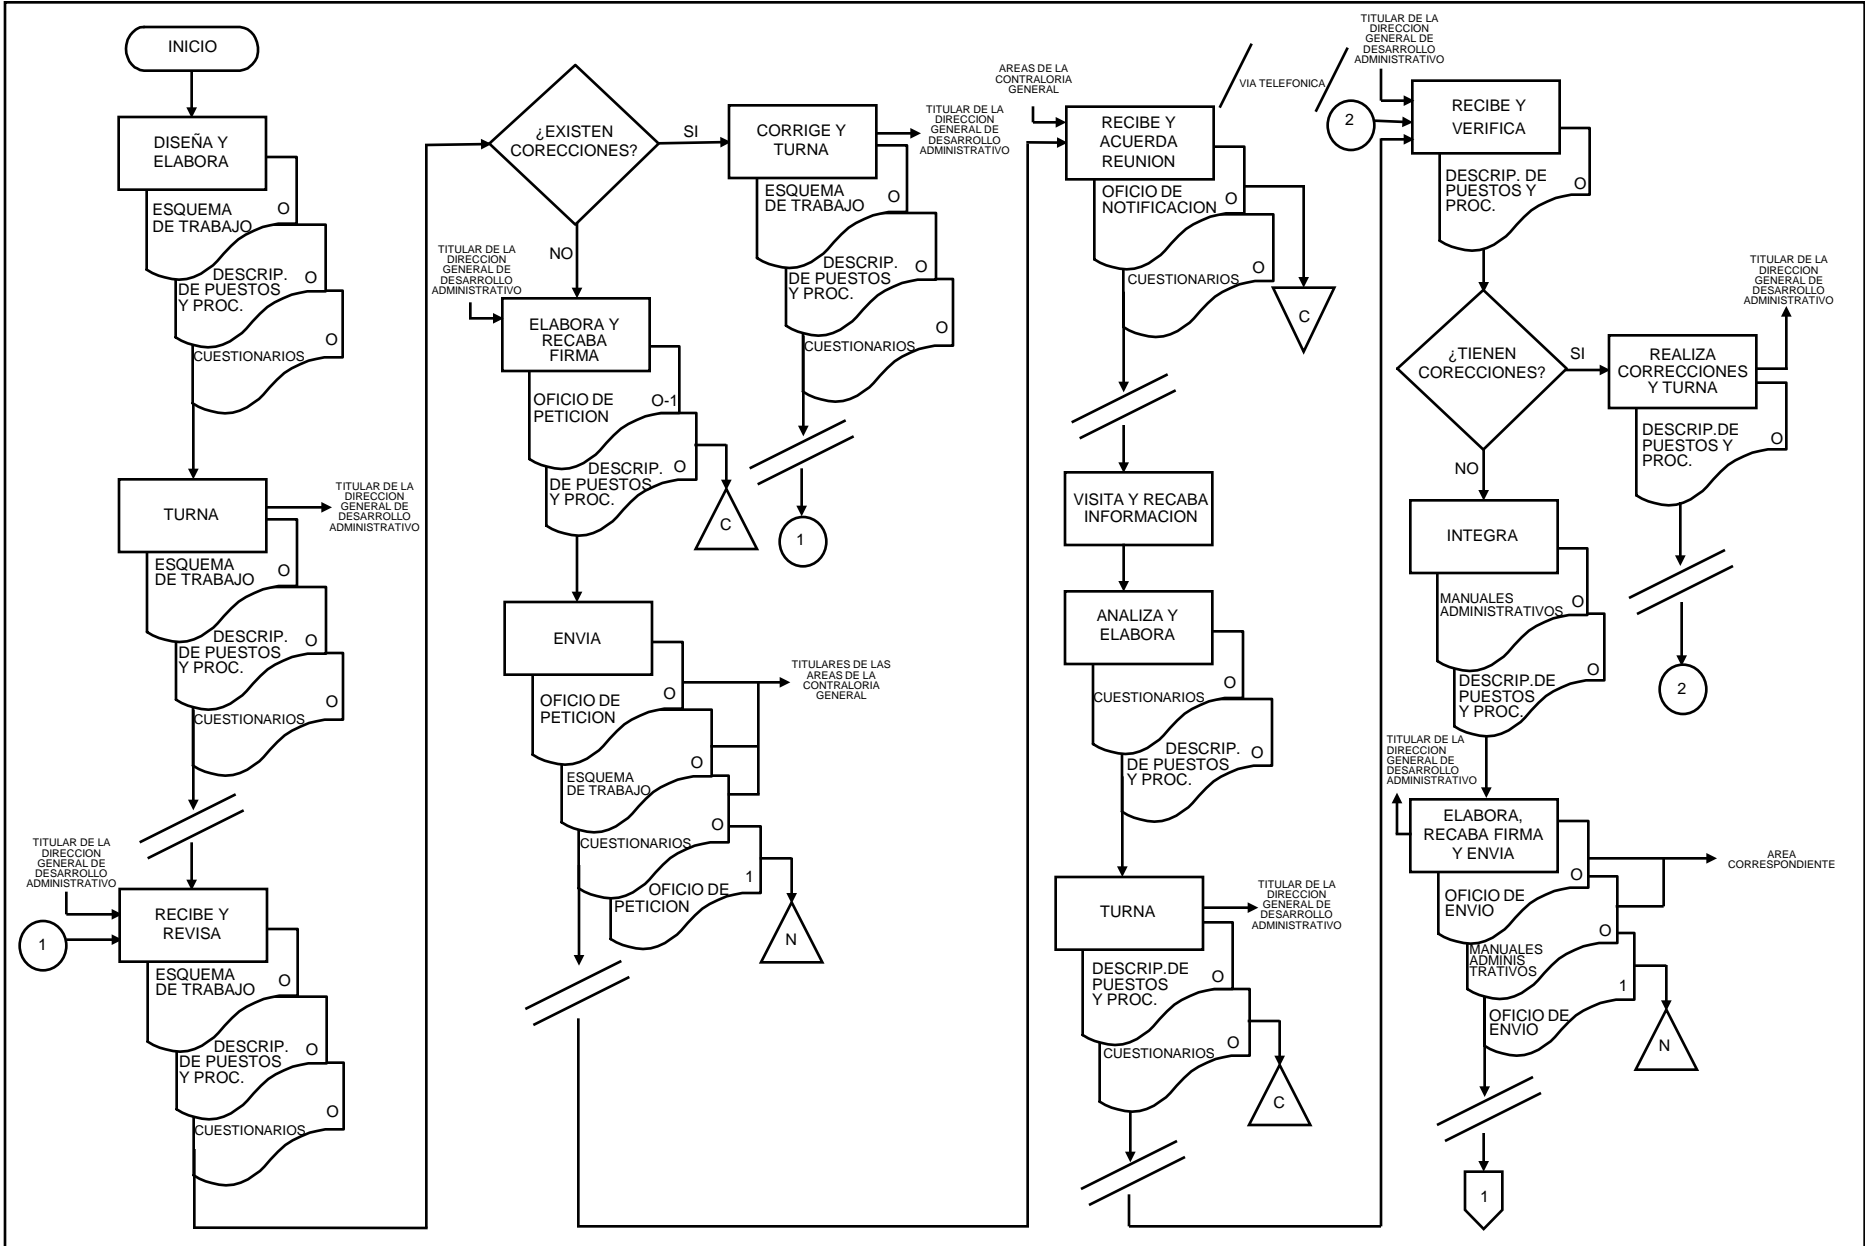 INICIO
DISEÑA Y
ELABORA
ESQUEMA
DE TRABAJO
O
DESCRIP.
DE PUESTOS
Y PROC.
O
CUESTIONARIOS
O
TURNA
TITULAR DE LA
DIRECCION
GENERAL DE
DESARROLLO
ADMINISTRATIVO
ESQUEMA
DE TRABAJO
O
DESCRIP.
DE PUESTOS
Y PROC.
O
CUESTIONARIOS
O
TITULAR DE LA
DIRECCION
GENERAL DE
DESARROLLO
ADMINISTRATIVO
1
RECIBE Y
REVISA
ESQUEMA
DE TRABAJO
O
DESCRIP.
DE PUESTOS
Y PROC.
O
CUESTIONARIOS
O
¿EXISTEN
CORECCIONES?
SI
NO
CORRIGE Y
TURNA
TITULAR DE LA
DIRECCION
GENERAL DE
DESARROLLO
ADMINISTRATIVO
ESQUEMA
DE TRABAJO
O
DESCRIP.
DE PUESTOS
Y PROC.
O
CUESTIONARIOS
O
1
TITULAR DE LA
DIRECCION
GENERAL DE
DESARROLLO
ADMINISTRATIVO
ELABORA Y
RECABA
FIRMA
OFICIO DE
PETICION
O-1
DESCRIP.
DE PUESTOS
Y PROC.
O
C
ENVIA
OFICIO DE
PETICION
O
TITULARES DE LAS
AREAS DE LA
CONTRALORIA
GENERAL
ESQUEMA
DE TRABAJO
O
CUESTIONARIOS
O
OFICIO DE
PETICION
1
N
AREAS DE LA
CONTRALORIA
GENERAL
VIA TELEFONICA
RECIBE Y
ACUERDA
REUNION
OFICIO DE
NOTIFICACION
O
CUESTIONARIOS
O
C
VISITA Y RECABA
INFORMACION
ANALIZA Y
ELABORA
CUESTIONARIOS
O
DESCRIP.
DE PUESTOS
Y PROC.
O
TURNA
TITULAR DE LA
DIRECCION
GENERAL DE
DESARROLLO
ADMINISTRATIVO
DESCRIP.DE
PUESTOS
Y PROC.
O
CUESTIONARIOS
O
C
TITULAR DE LA
DIRECCION
GENERAL DE
DESARROLLO
ADMINISTRATIVO
2
RECIBE Y
VERIFICA
DESCRIP. DE
PUESTOS Y
PROC.
O
¿TIENEN
CORECCIONES?
SI
NO
TITULAR DE LA
DIRECCION
GENERAL DE
DESARROLLO
ADMINISTRATIVO
REALIZA
CORRECCIONES
Y TURNA
DESCRIP.DE
PUESTOS Y
PROC.
O
2
INTEGRA
MANUALES
ADMINISTRATIVOS
O
DESCRIP.DE
PUESTOS
Y PROC.
O
TITULAR DE LA
DIRECCION
GENERAL DE
DESARROLLO
ADMINISTRATIVO
ELABORA,
RECABA FIRMA
Y ENVIA
AREA
CORRESPONDIENTE
OFICIO DE
ENVIO
O
MANUALES
ADMINIS
TRATIVOS
O
OFICIO DE
ENVIO
1
N
1